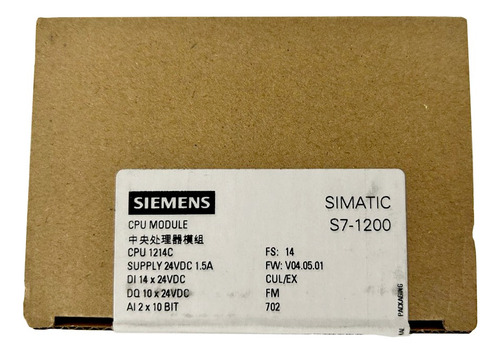 SIEMENS
SIMATIC
S7-1200
CPU MODULE
中央处理器模组
CPU 1214C
SUPPLY 24VDC 1.5A
DI 14 x 24VDC
DQ 10 x 24VDC
AI 2 x 10 BIT
FS: 14
FW: V04.05.01
CUL/EX
FM
702
PACKAGING